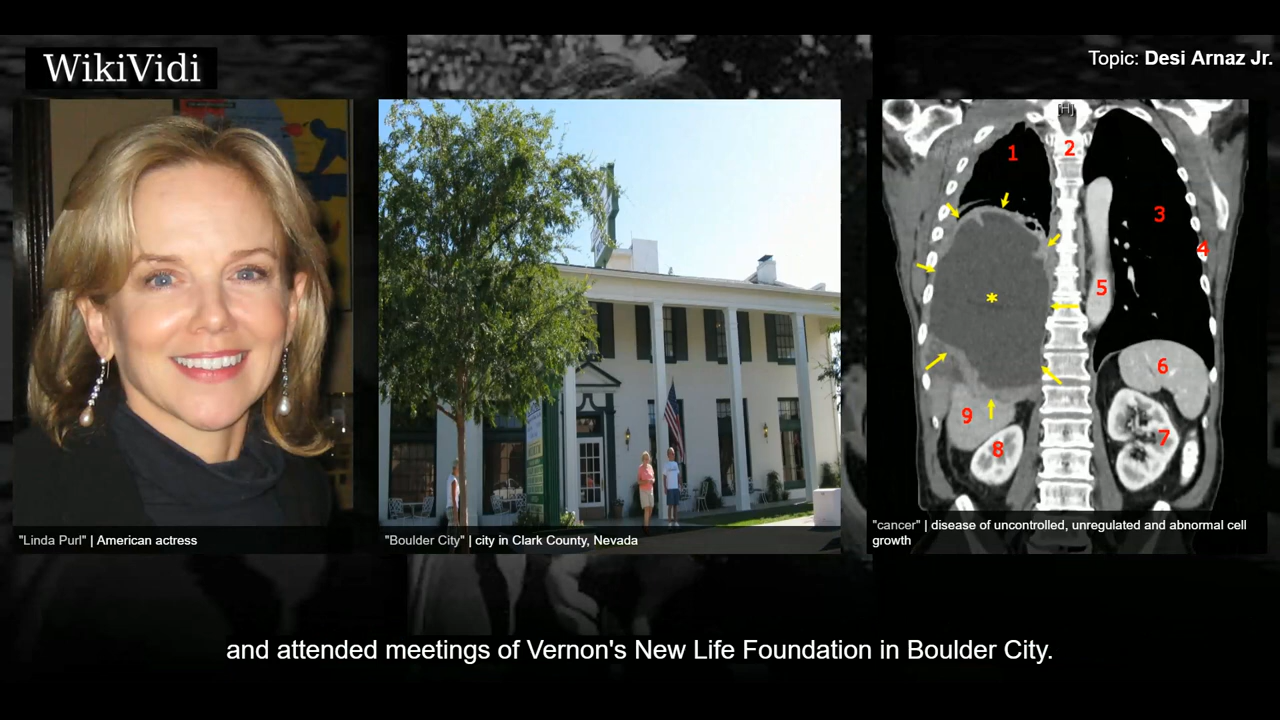 WikiVidi
Topic: Desi Arnaz Jr.
[H]
1
2
3
4
5
6
7
8
9
*
"Linda Purl" | American actress
"Boulder City" | city in Clark County, Nevada
"cancer" | disease of uncontrolled, unregulated and abnormal cell
growth
and attended meetings of Vernon's New Life Foundation in Boulder City.